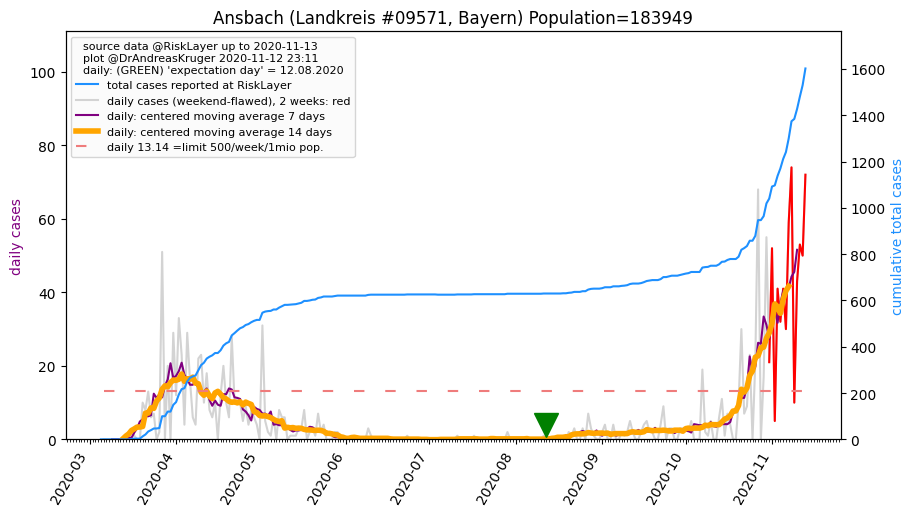 Ansbach (Landkreis #09571, Bayern) Population=183949
source data @RiskLayer up to 2020-11-13
plot @DrAndreasKruger 2020-11-12 23:11
daily: (GREEN) 'expectation day' = 12.08.2020
total cases reported at RiskLayer
daily cases (weekend-flawed), 2 weeks: red
daily: centered moving average 7 days
daily: centered moving average 14 days
daily 13.14 =limit 500/week/1mio pop.
daily cases
100
80
60
40
20
0
cumulative total cases
1600
1400
1200
1000
800
600
400
200
0
2020-03
2020-04
2020-05
2020-06
2020-07
2020-08
2020-09
2020-10
2020-11